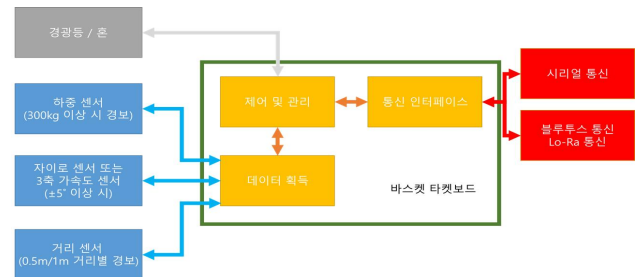 경광등 / 혼
하중 센서
(300kg 이상 시 경보)
자이로 센서 또는
3축 가속도 센서
(±5˚ 이상 시)
거리 센서
(0.5m/1m 거리별 경보)
제어 및 관리
통신 인터페이스
데이터 획득
바스켓 타켓보드
시리얼 통신
블루투스 통신
Lo-Ra 통신